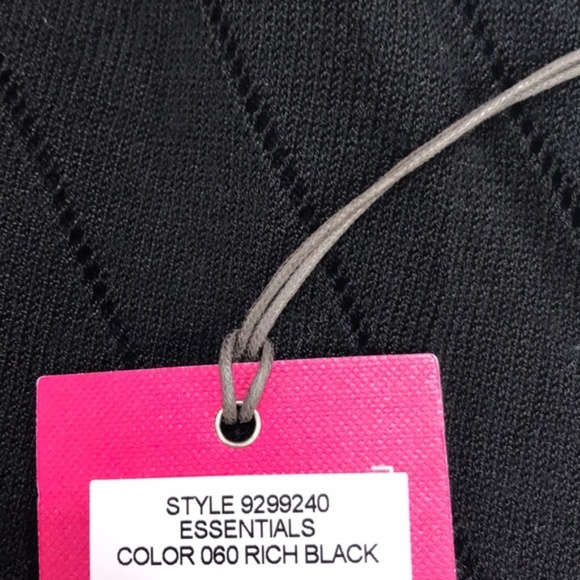 STYLE 9299240
ESSENTIALS
COLOR 060 RICH BLACK